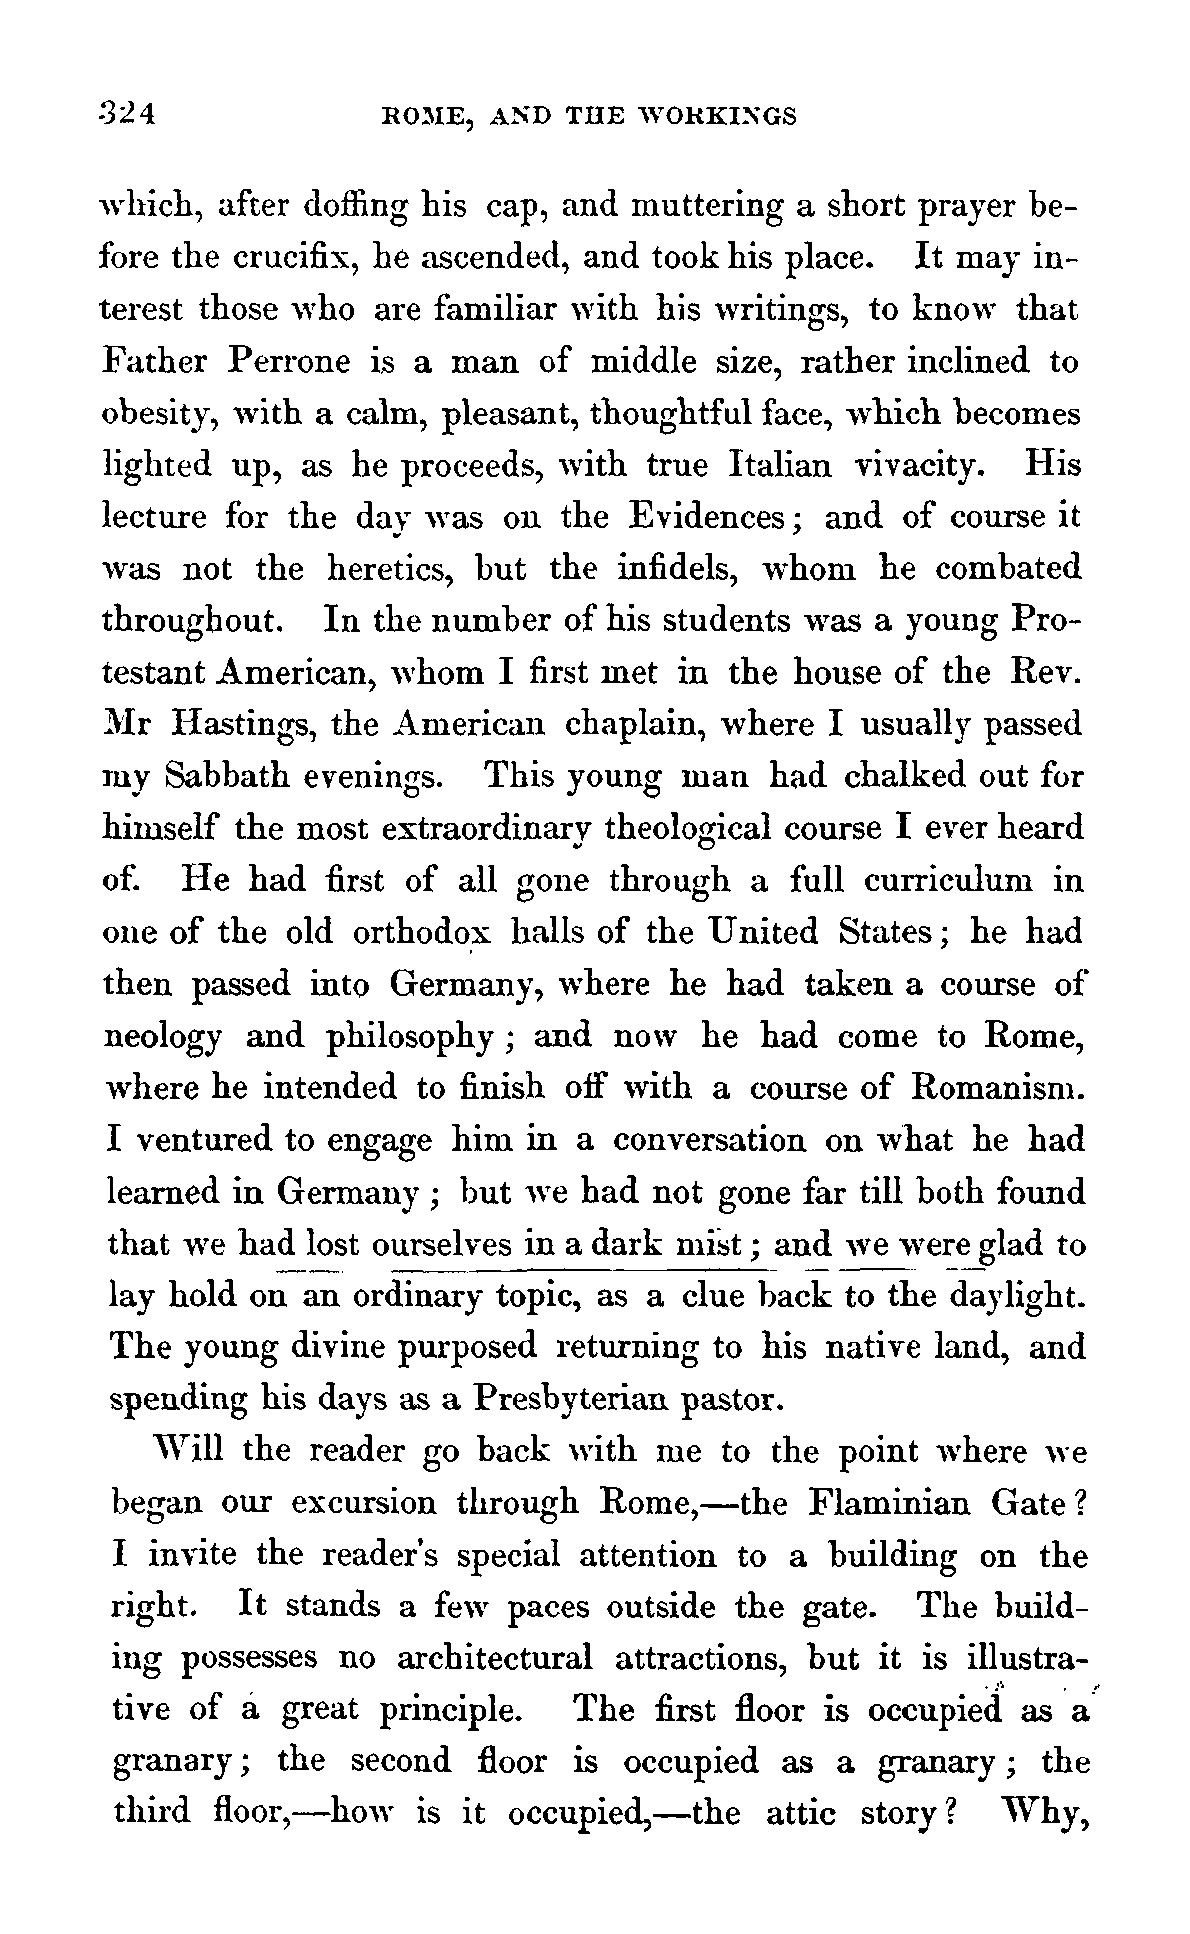 324 ROME, AND THE WORKINGS
which, after doffing his cap, and muttering a short prayer be-
fore the crucifix, he ascended, and took his place. It may in-
terest those who are familiar with his writings, to know that
Father Perrone is a man of middle size, rather inclined to
obesity, with a calm, pleasant, thoughtful face, which becomes
lighted up, as he proceeds, with true Italian vivacity. His
lecture for the day was on the Evidences; and of course it
was not the heretics, but the infidels, whom he combated
throughout. In the number of his students was a young Pro-
testant American, whom I first met in the house of the Rev.
Mr Hastings, the American chaplain, where I usually passed
my Sabbath evenings. This young man had chalked out for
himself the most extraordinary theological course I ever heard
of. He had first of all gone through a full curriculum in
one of the old orthodox halls of the United States; he had
then passed into Germany, where he had taken a course of
neology and philosophy; and now he had come to Rome,
where he intended to finish off with a course of Romanism.
I ventured to engage him in a conversation on what he had
learned in Germany; but we had not gone far till both found
that we had lost ourselves in a dark mist; and we were glad to
lay hold on an ordinary topic, as a clue back to the daylight.
The young divine purposed returning to his native land, and
spending his days as a Presbyterian pastor.
Will the reader go back with me to the point where we
began our excursion through Rome,—the Flaminian Gate?
I invite the reader's special attention to a building on the
right. It stands a few paces outside the gate. The build-
ing possesses no architectural attractions, but it is illustra-
tive of a great principle. The first floor is occupied as a
granary; the second floor is occupied as a granary; the
third floor,—how is it occupied,—the attic story? Why,